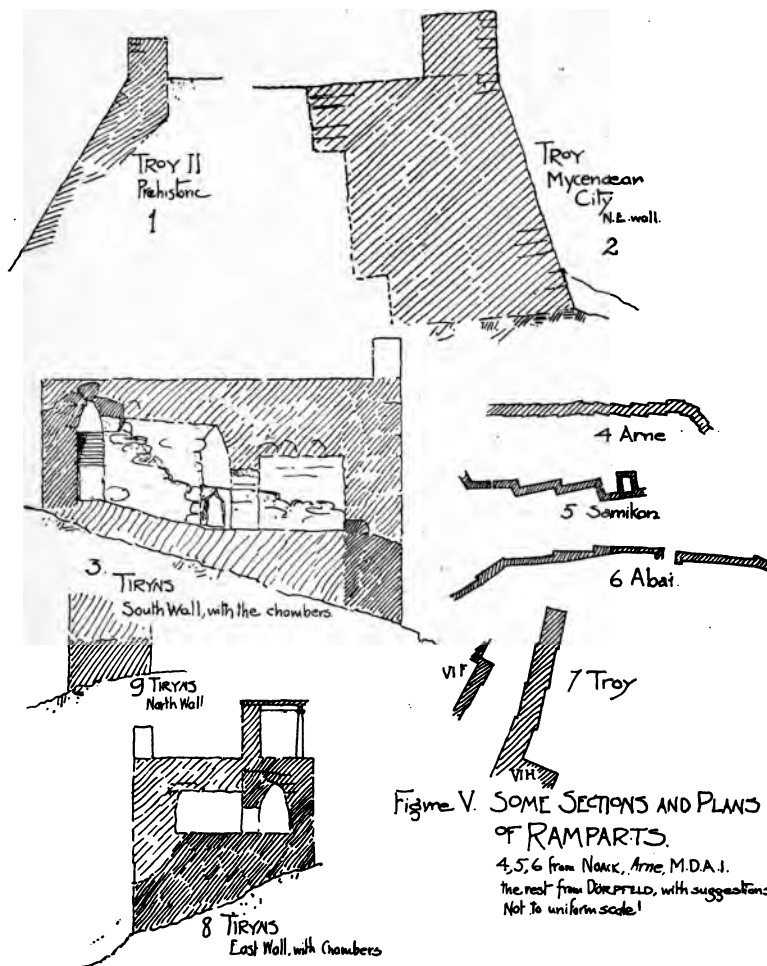 TROY II
Prehistoric
1
TROY
Mycenæan
City
N.E. wall.
2
3. TIRYNS
South Wall, with the chambers.
4 Arne
5 Samikon
6 Abai.
9 TIRYNS
North Wall
VI F
7 Troy
VI H
8 TIRYNS
East Wall, with Chambers
Figure V. SOME SECTIONS AND PLANS
OF RAMPARTS.
4,5,6 from NOACK, Arne, M.D.A.I.
the rest from DÖRPFELD, with suggestions
Not to uniform scale!